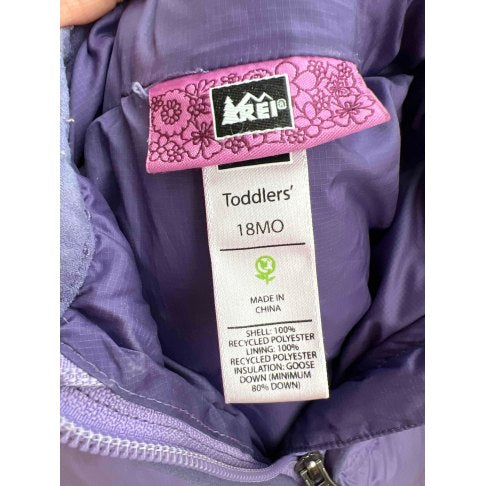 REI®
Toddlers'
18MO
MADE IN
CHINA
SHELL: 100%
RECYCLED POLYESTER
LINING: 100%
RECYCLED POLYESTER
INSULATION: GOOSE
DOWN (MINIMUM
80% DOWN)